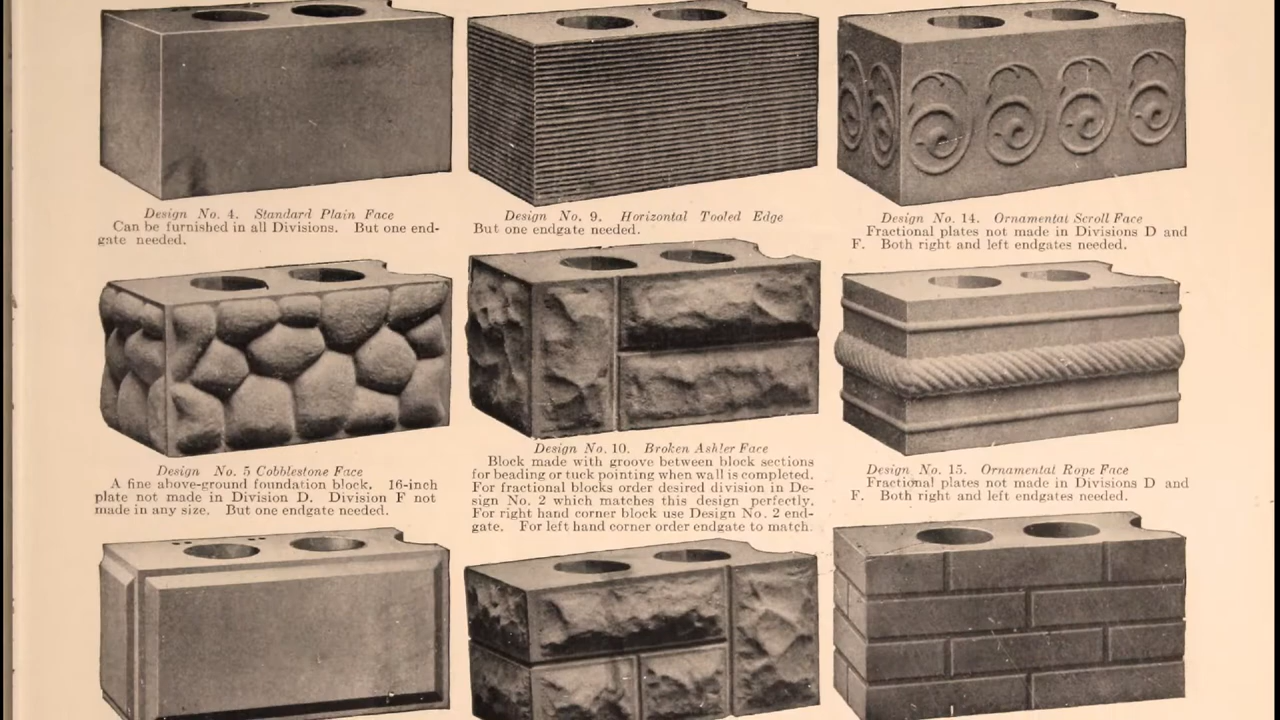 Design No. 4. Standard Plain Face
Can be furnished in all Divisions. But one end-
gate needed.
Design No. 9. Horizontal Tooled Edge
But one endgate needed.
Design No. 14. Ornamental Scroll Face
Fractional plates not made in Divisions D and
F. Both right and left endgates needed.
Design No. 5 Cobblestone Face
A fine above-ground foundation block. 16-inch
plate not made in Division D. Division F not
made in any size. But one endgate needed.
Design No. 10. Broken Ashler Face
Block made with groove between block sections
for beading or tuck pointing when wall is completed.
For fractional blocks order desired division in De-
sign No. 2 which matches this design perfectly.
For right hand corner block use Design No. 2 end-
gate. For left hand corner order endgate to match.
Design No. 15. Ornamental Rope Face
Fractional plates not made in Divisions D and
F. Both right and left endgates needed.